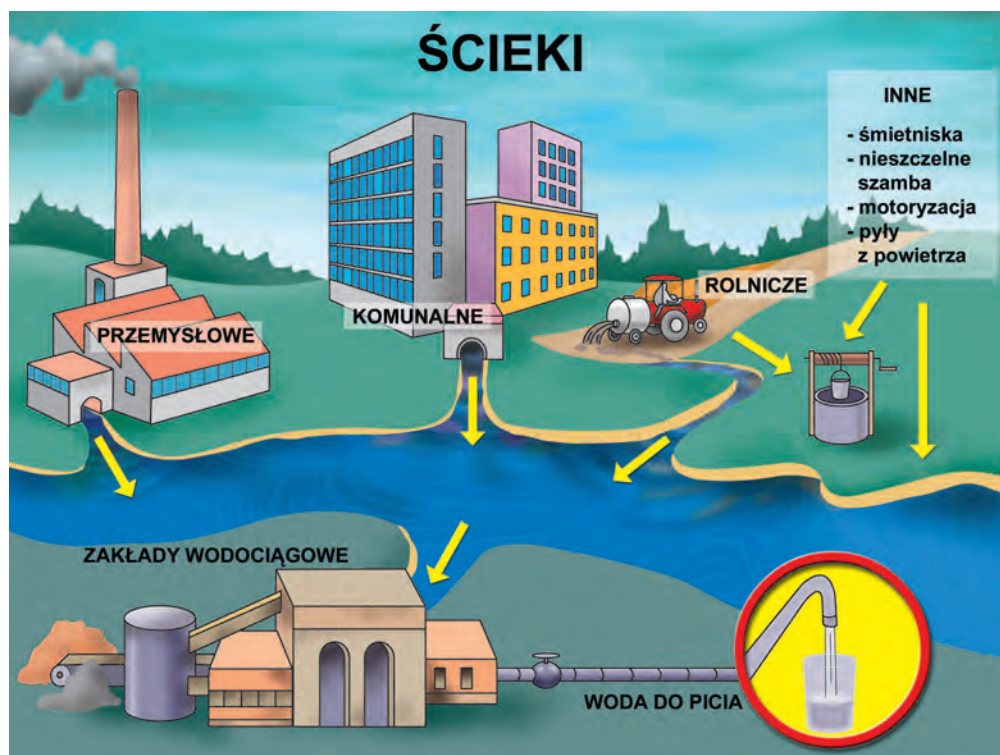 ŚCIEKI
INNE
- śmietniska
- nieszczelne
szamba
- motoryzacja
- pyły
z powietrza
ROLNICZE
KOMUNALNE
PRZEMYSŁOWE
ZAKŁADY WODOCIĄGOWE
WODA DO PICIA